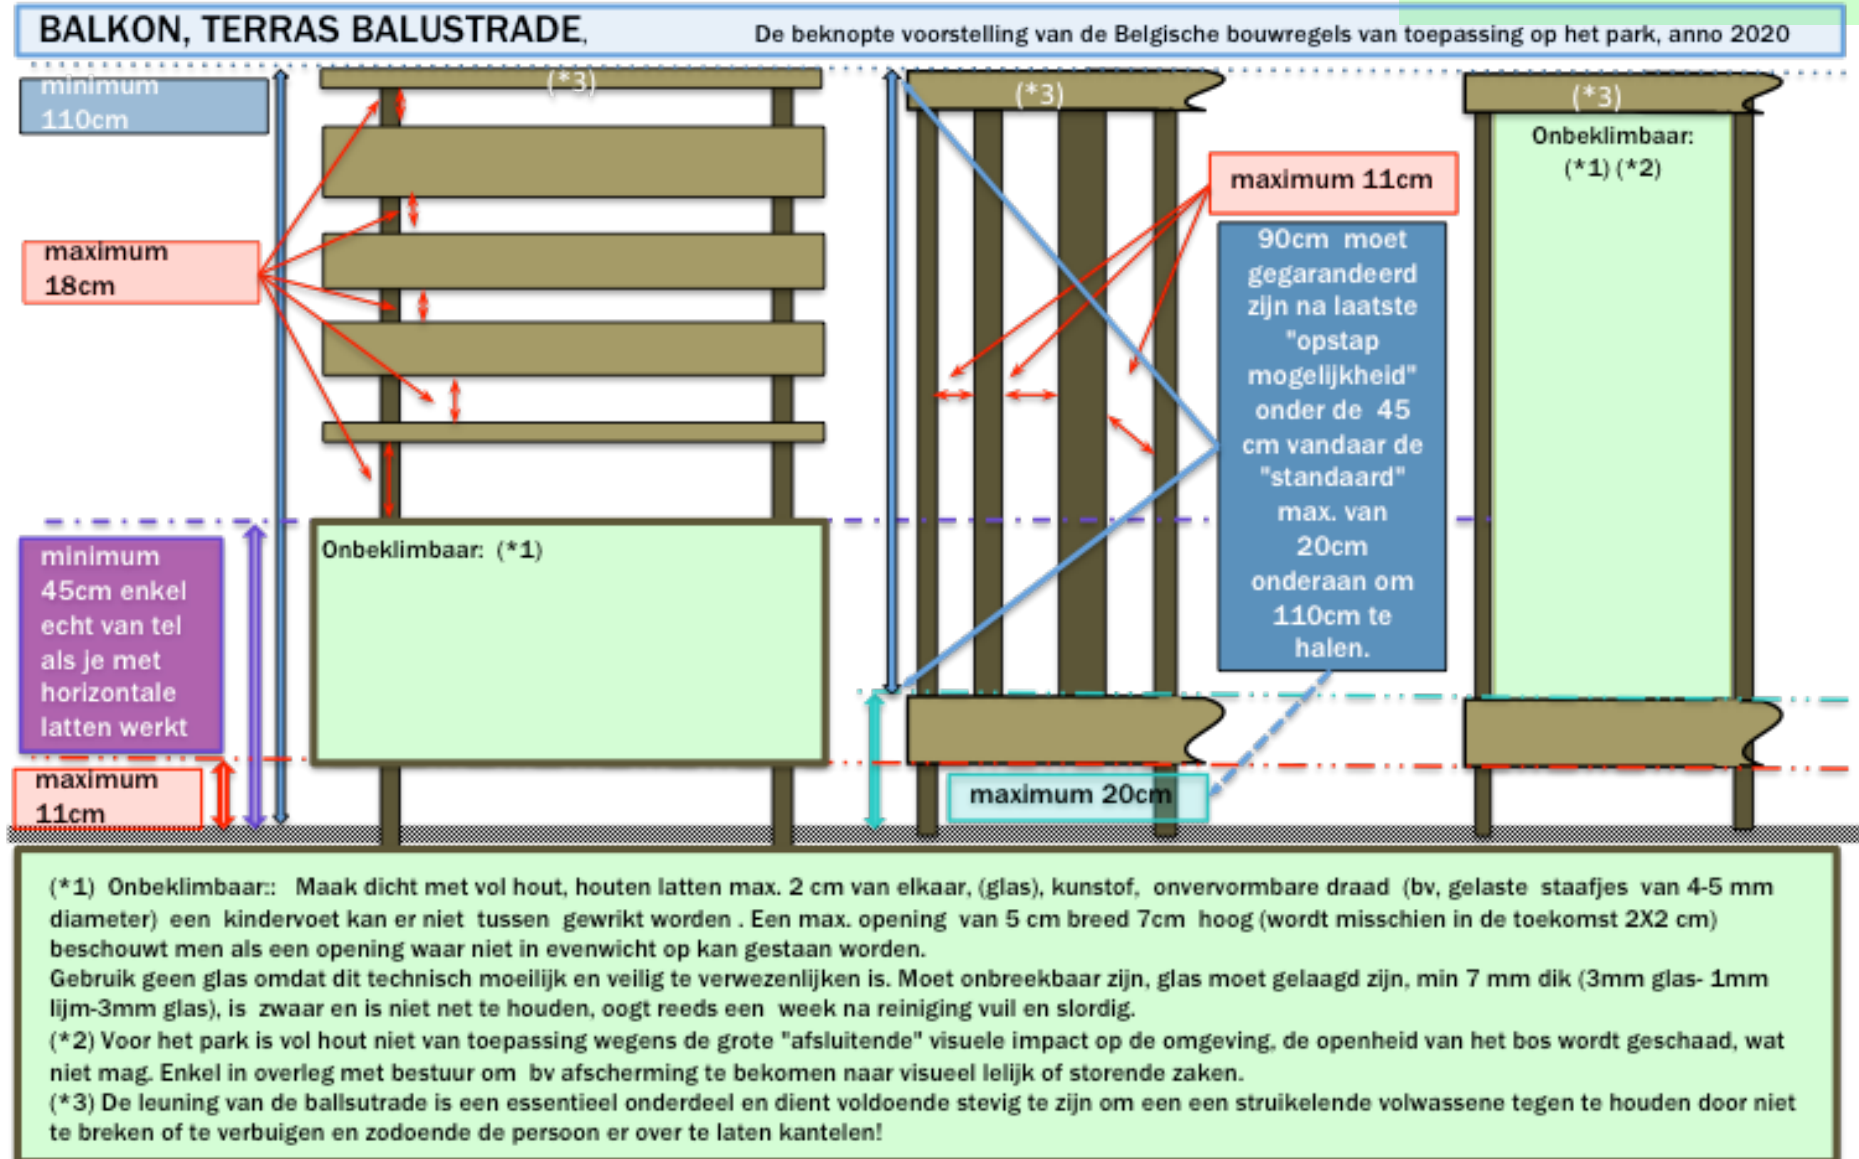 BALKON, TERRAS BALUSTRADE,
De beknopte voorstelling van de Belgische bouwregels van toepassing op het park, anno 2020
minimum
110cm
(*3)
(*3)
(*3)
Onbeklimbaar:
(*1) (*2)
maximum 11cm
maximum
18cm
90cm moet
gegarandeerd
zijn na laatste
"opstap
mogelijkheid"
onder de 45
cm vandaar de
"standaard"
max. van
20cm
onderaan om
110cm te
halen.
Onbeklimbaar: (*1)
minimum
45cm enkel
echt van tel
als je met
horizontale
latten werkt
maximum
11cm
maximum 20cm
(*1) Onbeklimbaar:: Maak dicht met vol hout, houten latten max. 2 cm van elkaar, (glas), kunstof, onvervormbare draad (bv, gelaste staafjes van 4-5 mm
diameter) een kindervoet kan er niet tussen gewrikt worden . Een max. opening van 5 cm breed 7cm hoog (wordt misschien in de toekomst 2X2 cm)
beschouwt men als een opening waar niet in evenwicht op kan gestaan worden.
Gebruik geen glas omdat dit technisch moeilijk en veilig te verwezenlijken is. Moet onbreekbaar zijn, glas moet gelaagd zijn, min 7 mm dik (3mm glas- 1mm
lijm-3mm glas), is zwaar en is niet net te houden, oogt reeds een week na reiniging vuil en slordig.
(*2) Voor het park is vol hout niet van toepassing wegens de grote "afsluitende" visuele impact op de omgeving, de openheid van het bos wordt geschaad, wat
niet mag. Enkel in overleg met bestuur om bv afscherming te bekomen naar visueel lelijk of storende zaken.
(*3) De leuning van de ballsutrade is een essentieel onderdeel en dient voldoende stevig te zijn om een een struikelende volwassene tegen te houden door niet
te breken of te verbuigen en zodoende de persoon er over te laten kantelen!